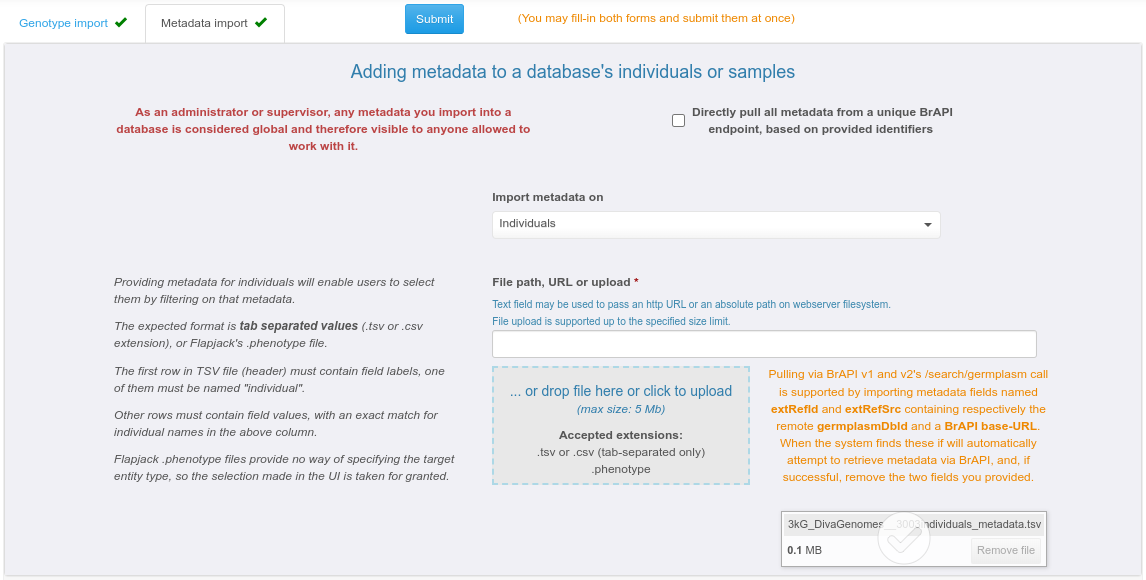 Genotype import
Metadata import
Submit
(You may fill-in both forms and submit them at once)
Adding metadata to a database's individuals or samples
As an administrator or supervisor, any metadata you import into a
database is considered global and therefore visible to anyone allowed to
work with it.
Directly pull all metadata from a unique BrAPI
endpoint, based on provided identifiers
Import metadata on
Individuals
Providing metadata for individuals will enable users to select
them by filtering on that metadata.
The expected format is tab separated values (.tsv or .csv
extension), or Flapjack's .phenotype file.
The first row in TSV file (header) must contain field labels, one
of them must be named "individual".
Other rows must contain field values, with an exact match for
individual names in the above column.
Flapjack .phenotype files provide no way of specifying the target
entity type, so the selection made in the UI is taken for granted.
File path, URL or upload *
Text field may be used to pass an http URL or an absolute path on webserver filesystem.
File upload is supported up to the specified size limit.
... or drop file here or click to upload
(max size: 5 Mb)
Accepted extensions:
.tsv or .csv (tab-separated only)
.phenotype
Pulling via BrAPI v1 and v2's /search/germplasm call
is supported by importing metadata fields named
extRefId and extRefSrc containing respectively the
remote germplasmDbId and a BrAPI base-URL.
When the system finds these if will automatically
attempt to retrieve metadata via BrAPI, and, if
successful, remove the two fields you provided.
3kG_DivaGenomes__3003individuals_metadata.tsv
0.1 MB
Remove file